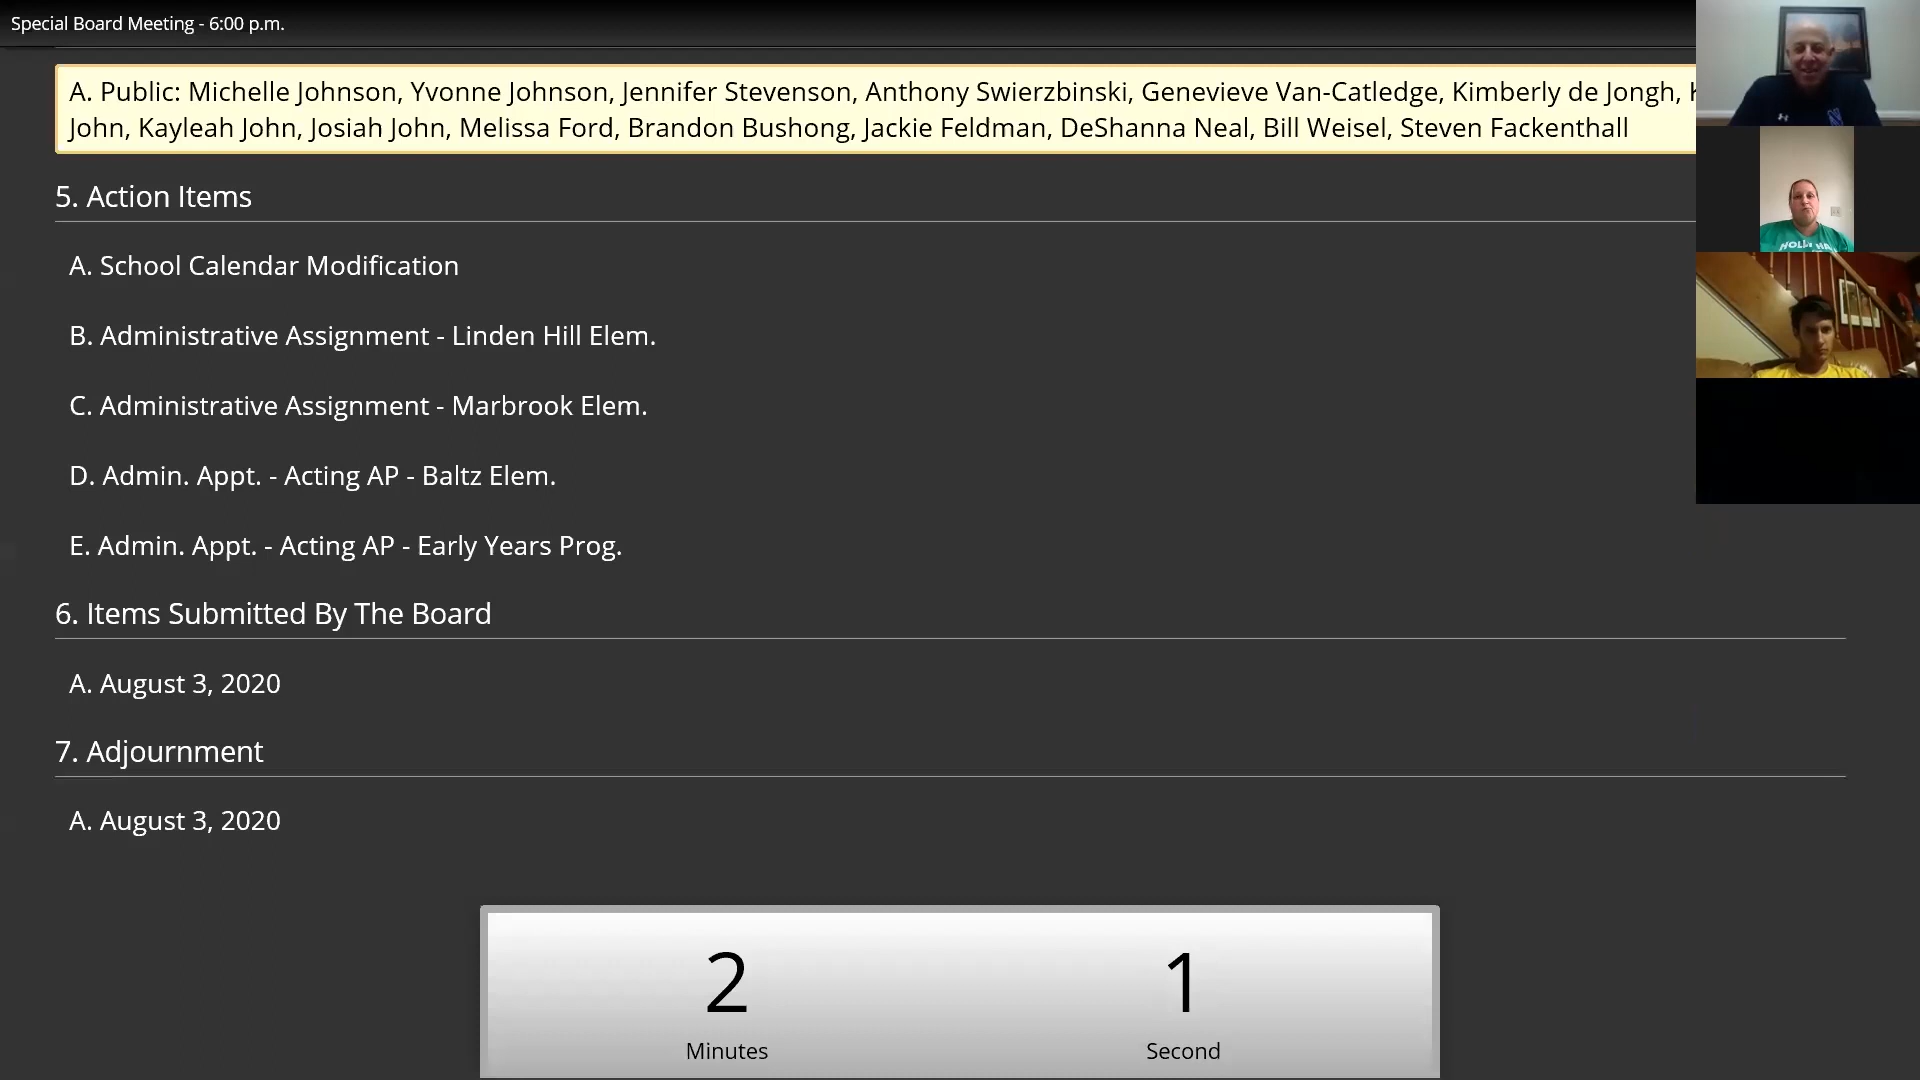 Special Board Meeting - 6:00 p.m.
A. Public: Michelle Johnson, Yvonne Johnson, Jennifer Stevenson, Anthony Swierzbinski, Genevieve Van-Catledge, Kimberly de Jongh,
John, Kayleah John, Josiah John, Melissa Ford, Brandon Bushong, Jackie Feldman, DeShanna Neal, Bill Weisel, Steven Fackenthall
5. Action Items
A. School Calendar Modification
B. Administrative Assignment - Linden Hill Elem.
C. Administrative Assignment - Marbrook Elem.
D. Admin. Appt. - Acting AP - Baltz Elem.
E. Admin. Appt. - Acting AP - Early Years Prog.
6. Items Submitted By The Board
A. August 3, 2020
7. Adjournment
A. August 3, 2020
2 1
Minutes Second